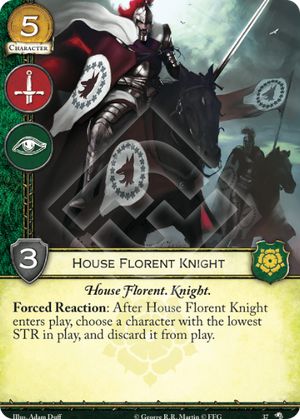 5
CHARACTER
3
HOUSE FLORENT KNIGHT
House Florent. Knight.
Forced Reaction: After House Florent Knight
enters play, choose a character with the lowest
STR in play, and discard it from play.
Illus. Adam Duff
© George R.R. Martin © FFG
37